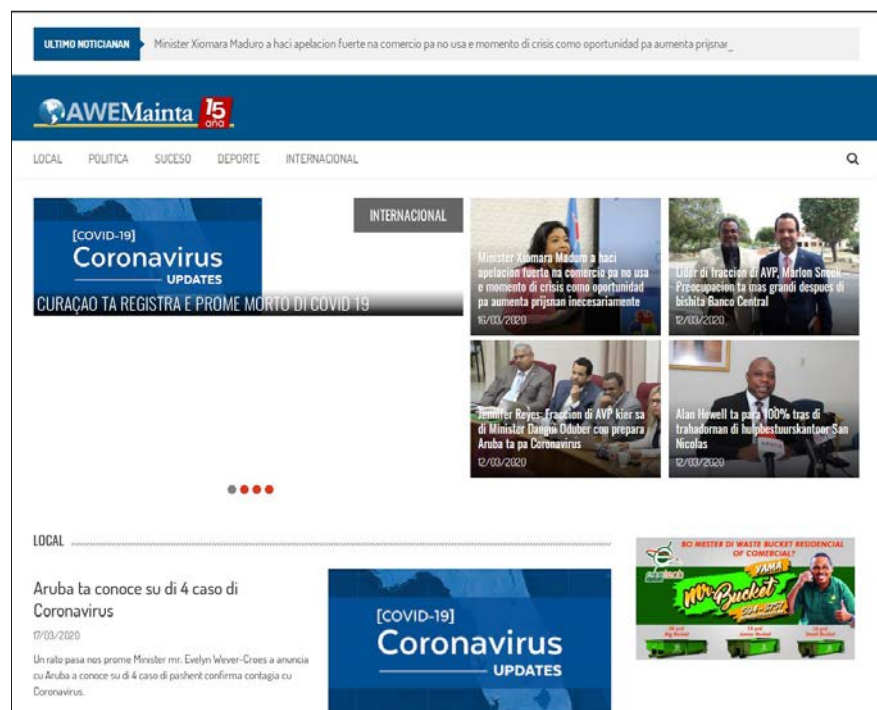 ULTIMO NOTICIANAN
Minister Xiomara Maduro a haci apelacion fuerte na comercio pa no usa e momento di crisis como oportunidad pa aumenta prijsnan_
AWEMainta 15
aña
LOCAL POLITICA SUCESO DEPORTE INTERNACIONAL
INTERNACIONAL
[COVID-19]
Coronavirus
UPDATES
CURAÇAO TA REGISTRA E PROME MORTO DI COVID 19
Minister Xiomara Maduro a haci
apelacion fuerte na comercio pa no usa
e momento di crisis como oportunidad
pa aumenta prijsnan inecesariamente
16/03/2020
Lider di fraccion di AVP, Marlon Sneek
Preocupacion ta mas grandi despues di
bishita Banco Central
12/03/2020
Jennifer Reyes: Fraccion di AVP kier sa
di Minister Dangui Oduber con prepara
Aruba ta pa Coronavirus
12/03/2020
Alan Howell ta para 100% tras di
trahadornan di hulpbestuurskantoor San
Nicolas
12/03/2020
LOCAL
Aruba ta conoce su di 4 caso di
Coronavirus
17/03/2020
Un rato pasa nos prome Minister mr. Evelyn Wever-Croes a anuncia
cu Aruba a conoce su di 4 caso di pashent confirma contagia cu
Coronavirus.
[COVID-19]
Coronavirus
UPDATES
BO MESTER DI WASTE BUCKET RESIDENCIAL
OF COMERCIAL?
YAMA
Mr. Bucket
ecotech